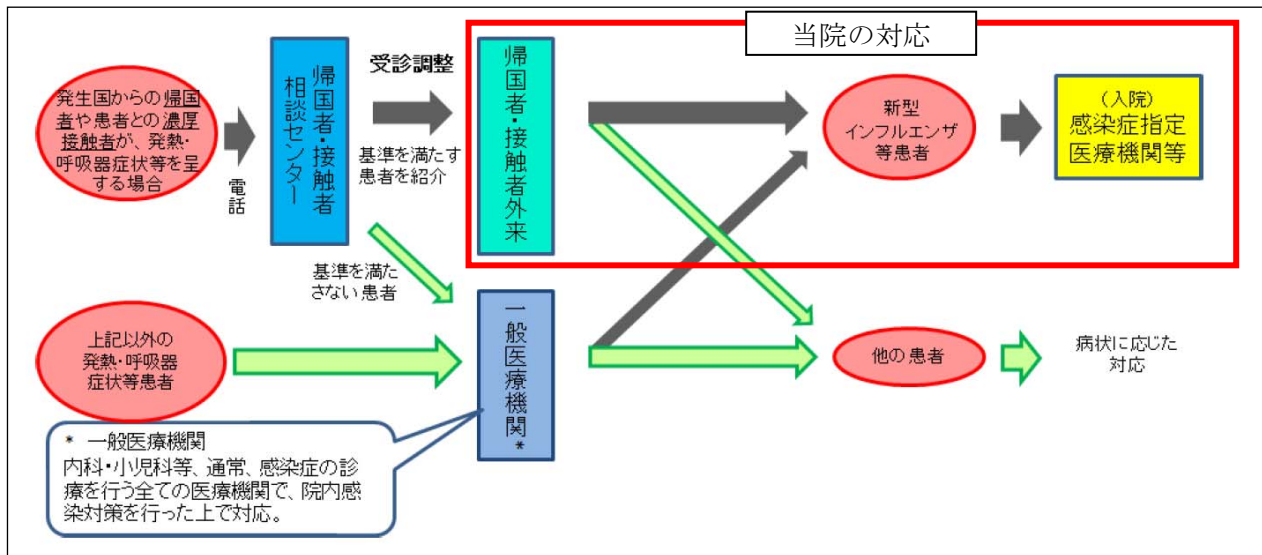 当院の対応
発生国からの帰国
者や患者との濃厚
接触者が、発熱・
呼吸器症状等を呈
する場合
電話
帰国者・接触者
相談センター
受診調整
基準を満たす
患者を紹介
帰国者・接触者外来
新型
インフルエンザ
等患者
(入院)
感染症指定
医療機関等
基準を満た
さない患者
上記以外の
発熱・呼吸器
症状等患者
一般医療機関*
他の患者
病状に応じた
対応
* 一般医療機関
内科・小児科等、通常、感染症の診
療を行う全ての医療機関で、院内感
染対策を行った上で対応。